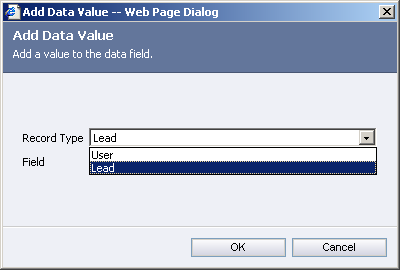 Add Data Value -- Web Page Dialog
Add Data Value
Add a value to the data field.
Record Type Lead
User
Field
Lead
OK Cancel